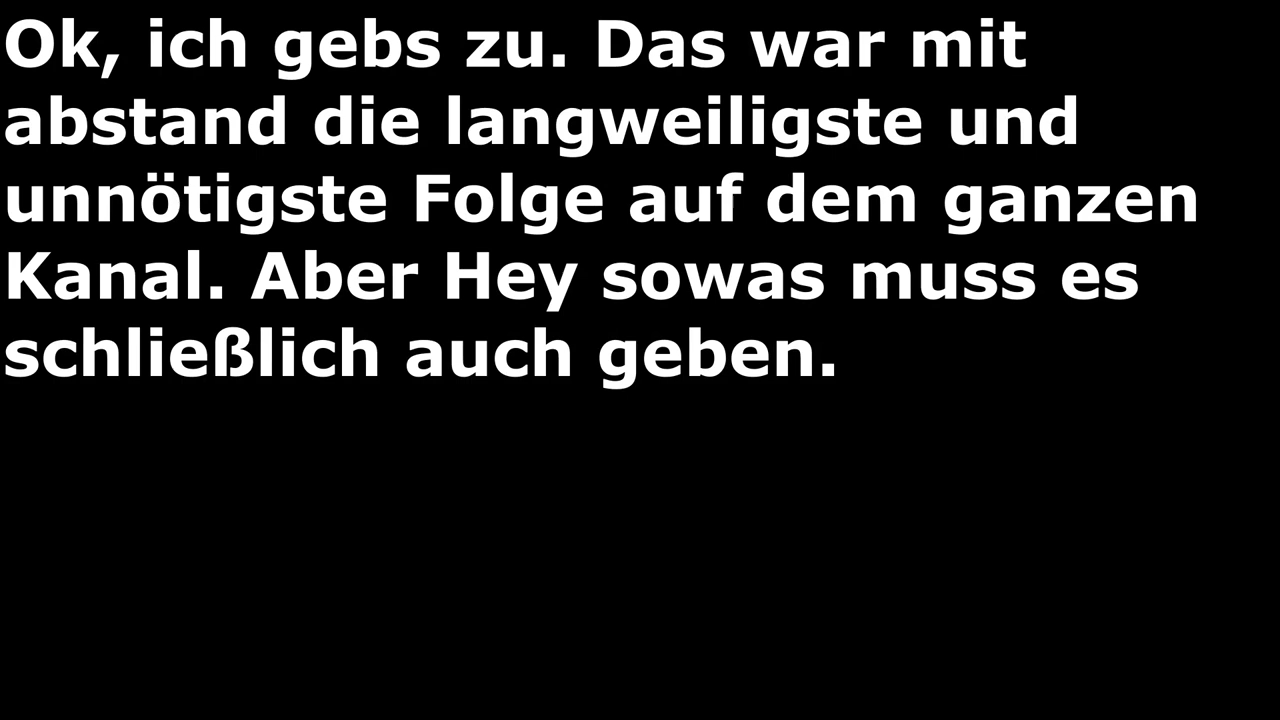 Ok, ich gebs zu. Das war mit
abstand die langweiligste und
unnötigste Folge auf dem ganzen
Kanal. Aber Hey sowas muss es
schließlich auch geben.